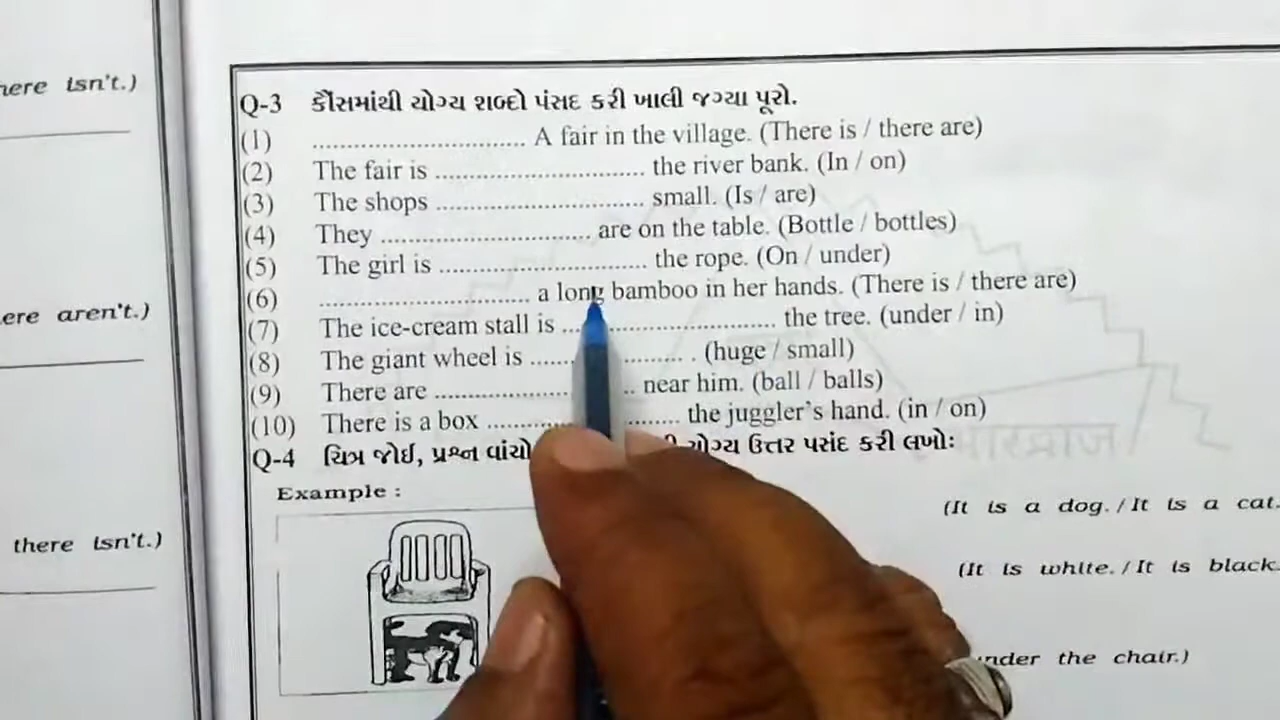 here isn't.)
Q-3 કૌંસમાંથી યોગ્ય શબ્દો પંસદ કરી ખાલી જગ્યા પૂરો.
(1) .............................. A fair in the village. (There is / there are)
(2) The fair is .............................. the river bank. (In / on)
(3) The shops .............................. small. (Is / are)
(4) They .............................. are on the table. (Bottle / bottles)
(5) The girl is .............................. the rope. (On / under)
(6) .............................. a long bamboo in her hands. (There is / there are)
ere aren't.)
(7) The ice-cream stall is .............................. the tree. (under / in)
(8) The giant wheel is .............................. . (huge / small)
(9) There are .............................. near him. (ball / balls)
(10) There is a box .............................. the juggler's hand. (in / on)
Q-4 ચિત્ર જોઈ, પ્રશ્ન વાંચો યોગ્ય ઉત્તર પસંદ કરી લખોઃ
Example :
(It is a dog. / It is a cat.
there isn't.)
(It is white. / It is black.
under the chair.)